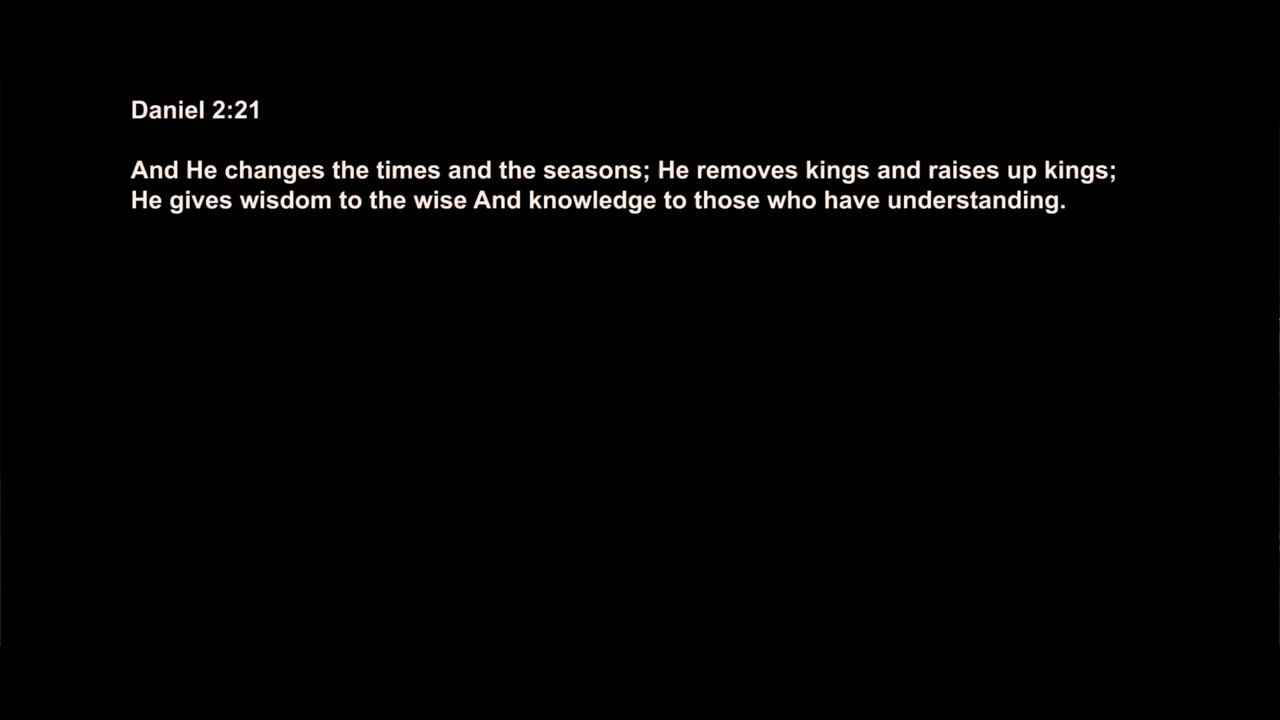 Daniel 2:21
And He changes the times and the seasons; He removes kings and raises up kings;
He gives wisdom to the wise And knowledge to those who have understanding.